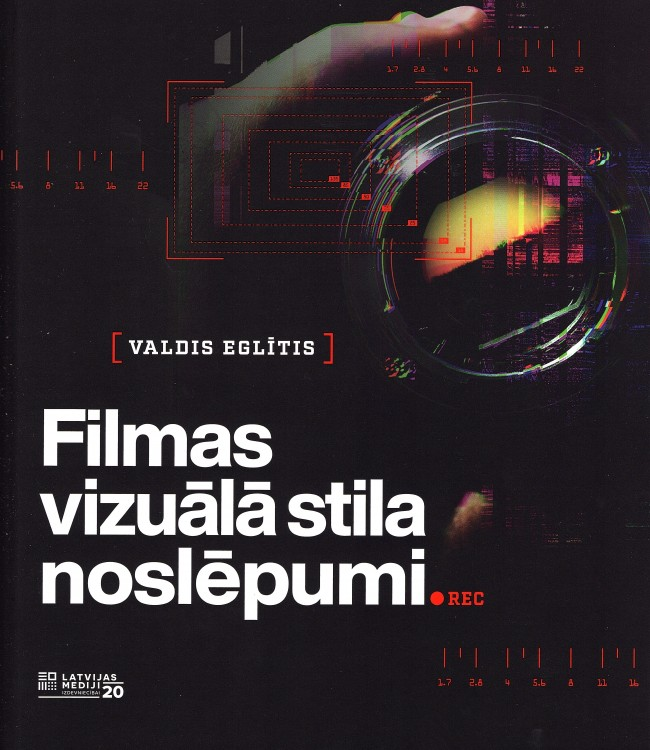 1.7 2.8 4 5.6 8 11 16 22
5.6 8 11 16 22
[VALDIS EGLĪTIS]
Filmas
vizuālā stila
noslēpumi.
REC
LATVIJAS
MEDIJI
IZDEVNIECĪBAI 20
1.7 2.8 4 5.6 8 11 16